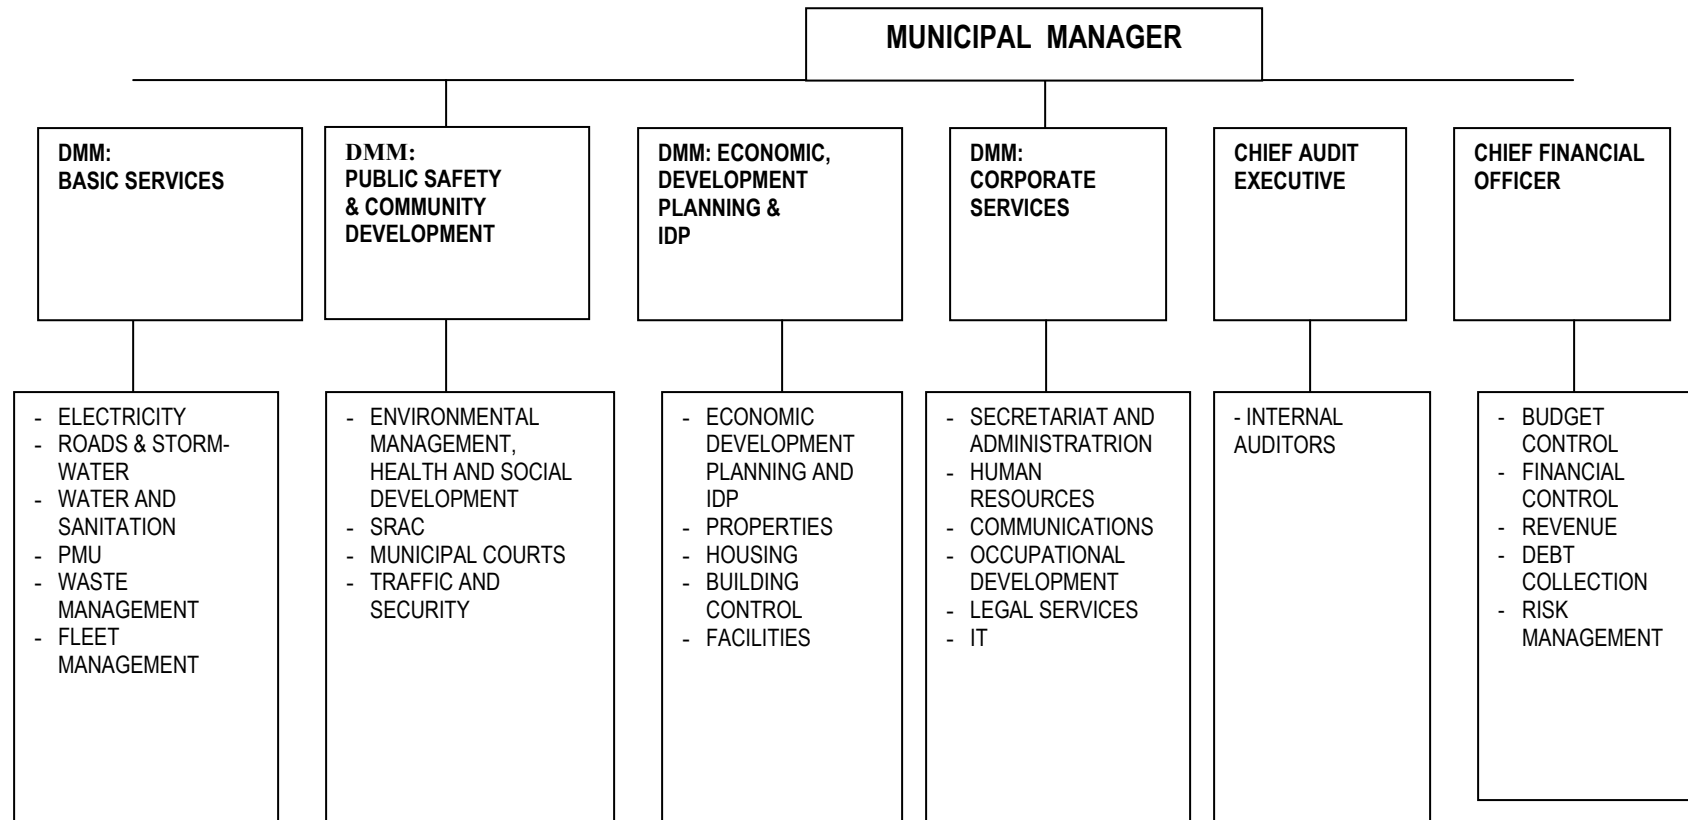 MUNICIPAL MANAGER
DMM:
BASIC SERVICES
DMM:
PUBLIC SAFETY
& COMMUNITY
DEVELOPMENT
DMM: ECONOMIC,
DEVELOPMENT
PLANNING &
IDP
DMM:
CORPORATE
SERVICES
CHIEF AUDIT
EXECUTIVE
CHIEF FINANCIAL
OFFICER
- ELECTRICITY
- ROADS & STORM-
WATER
- WATER AND
SANITATION
- PMU
- WASTE
MANAGEMENT
- FLEET
MANAGEMENT
- ENVIRONMENTAL
MANAGEMENT,
HEALTH AND SOCIAL
DEVELOPMENT
- SRAC
- MUNICIPAL COURTS
- TRAFFIC AND
SECURITY
- ECONOMIC
DEVELOPMENT
PLANNING AND
IDP
- PROPERTIES
- HOUSING
- BUILDING
CONTROL
- FACILITIES
- SECRETARIAT AND
ADMINISTRATRION
- HUMAN
RESOURCES
- COMMUNICATIONS
- OCCUPATIONAL
DEVELOPMENT
- LEGAL SERVICES
- IT
- INTERNAL
AUDITORS
- BUDGET
CONTROL
- FINANCIAL
CONTROL
- REVENUE
- DEBT
COLLECTION
- RISK
MANAGEMENT